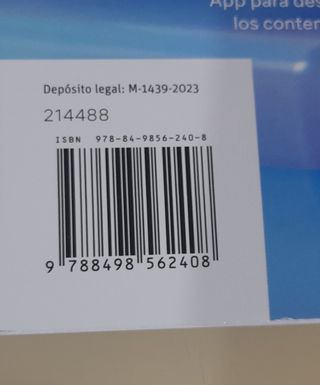 App para des
los conten
Depósito legal: M-1439-2023
214488
ISBN 978-84-9856-240-8
9 788498 562408